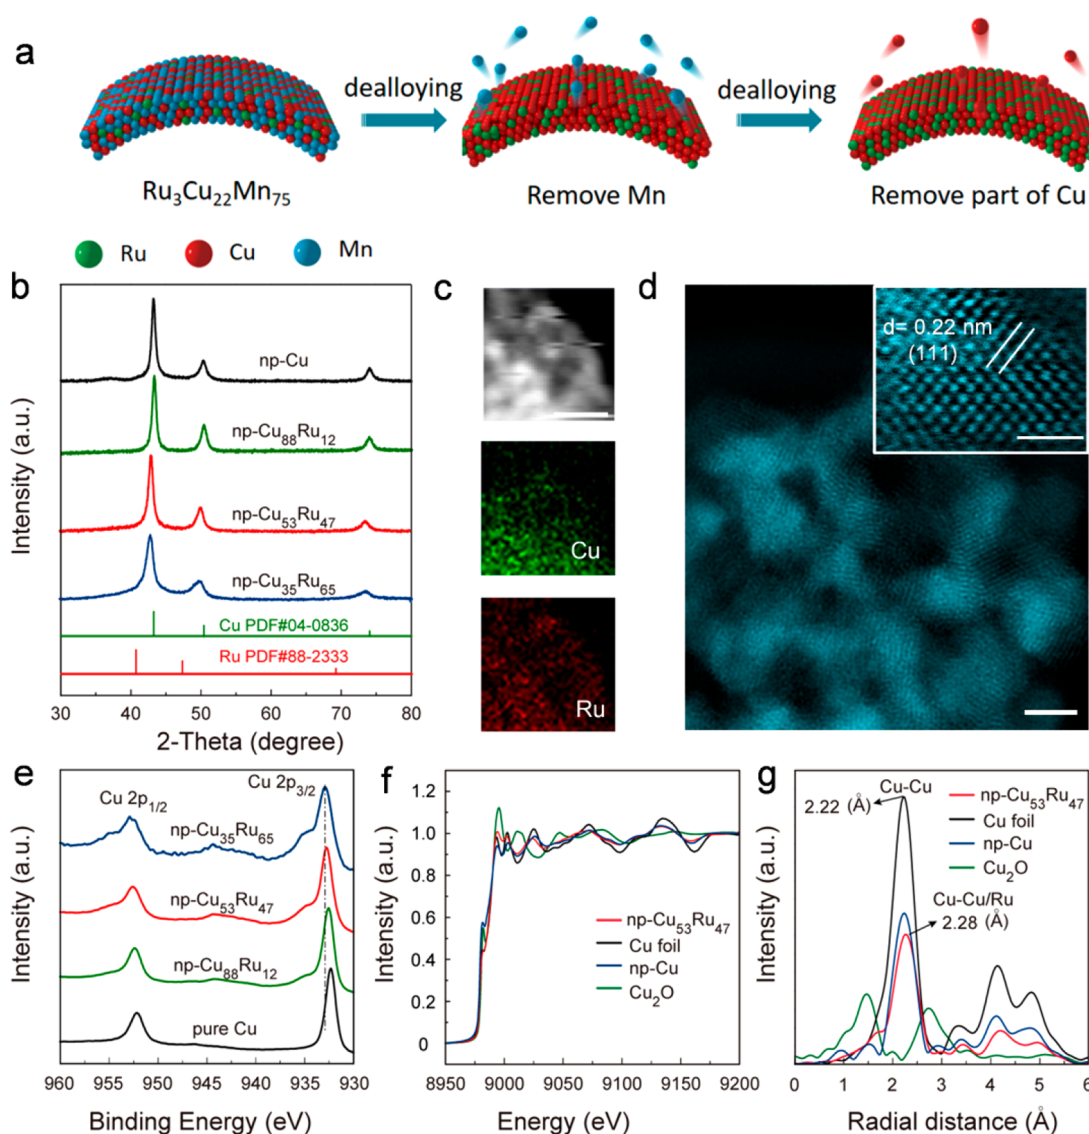 a
dealloying
dealloying
Ru₃Cu₂₂Mn₇₅
Remove Mn
Remove part of Cu
Ru
Cu
Mn
b
Intensity (a.u.)
np-Cu
np-Cu₈₈Ru₁₂
np-Cu₅₃Ru₄₇
np-Cu₃₅Ru₆₅
Cu PDF#04-0836
Ru PDF#88-2333
30 40 50 60 70 80
2-Theta (degree)
c
Cu
Ru
d
d= 0.22 nm
(111)
e
Intensity (a.u.)
Cu 2p₁/₂
Cu 2p₃/₂
np-Cu₃₅Ru₆₅
np-Cu₅₃Ru₄₇
np-Cu₈₈Ru₁₂
pure Cu
960 955 950 945 940 935 930
Binding Energy (eV)
f
Intensity (a.u.)
1.2
1.0
0.8
0.6
0.4
0.2
0
np-Cu₅₃Ru₄₇
Cu foil
np-Cu
Cu₂O
8950 9000 9050 9100 9150 9200
Energy (eV)
g
Intensity (a.u.)
Cu-Cu
2.22 (Å)
np-Cu₅₃Ru₄₇
Cu foil
np-Cu
Cu₂O
Cu-Cu/Ru
2.28 (Å)
0 1 2 3 4 5 6
Radial distance (Å)